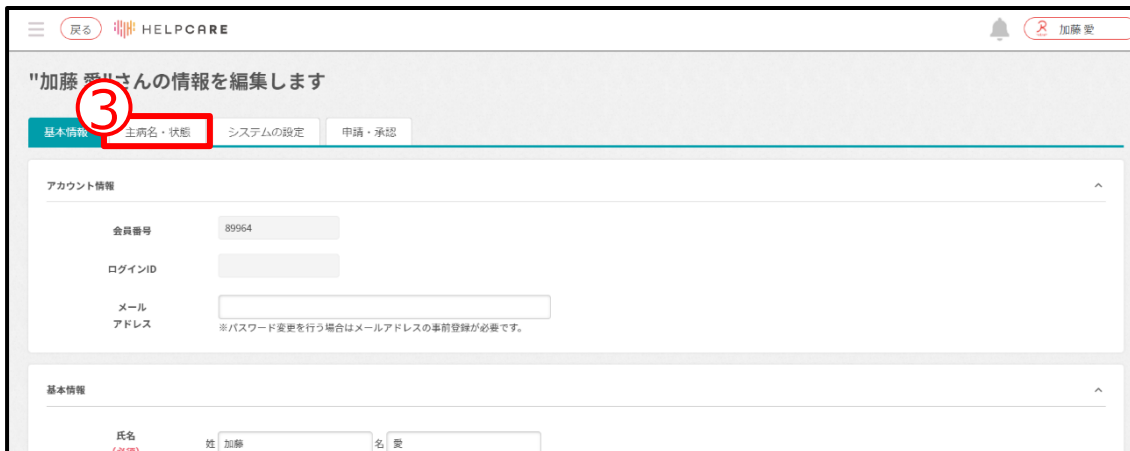 戻る HELPCARE 加藤 愛
"加藤 愛"さんの情報を編集します
③
基本情報 主病名・状態 システムの設定 申請・承認
アカウント情報
会員番号 89964
ログインID
メール
アドレス
※パスワード変更を行う場合はメールアドレスの事前登録が必要です。
基本情報
氏名
姓 加藤 名 愛
(必須)